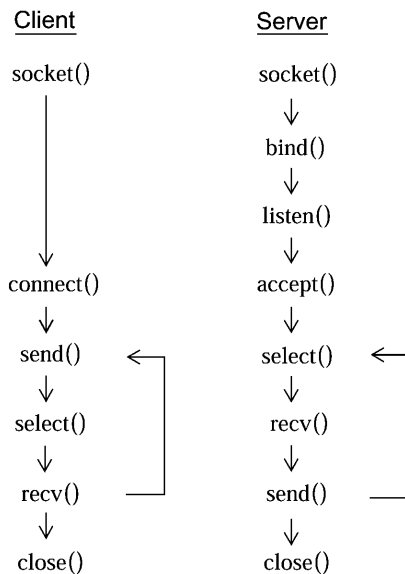 Client
socket()
connect()
send()
select()
recv()
close()
Server
socket()
bind()
listen()
accept()
select()
recv()
send()
close()